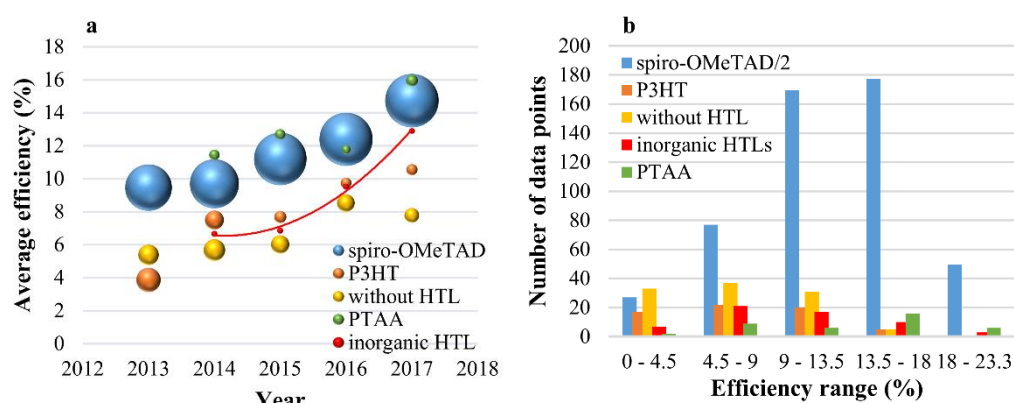 a
Average efficiency (%)
18
16
14
12
10
8
6
4
2
0
2012 2013 2014 2015 2016 2017 2018
Year
spiro-OMeTAD
P3HT
without HTL
PTAA
inorganic HTL
b
Number of data points
200
180
160
140
120
100
80
60
40
20
0
0 - 4.5 4.5 - 9 9 - 13.5 13.5 - 18 18 - 23.3
Efficiency range (%)
spiro-OMeTAD/2
P3HT
without HTL
inorganic HTLs
PTAA